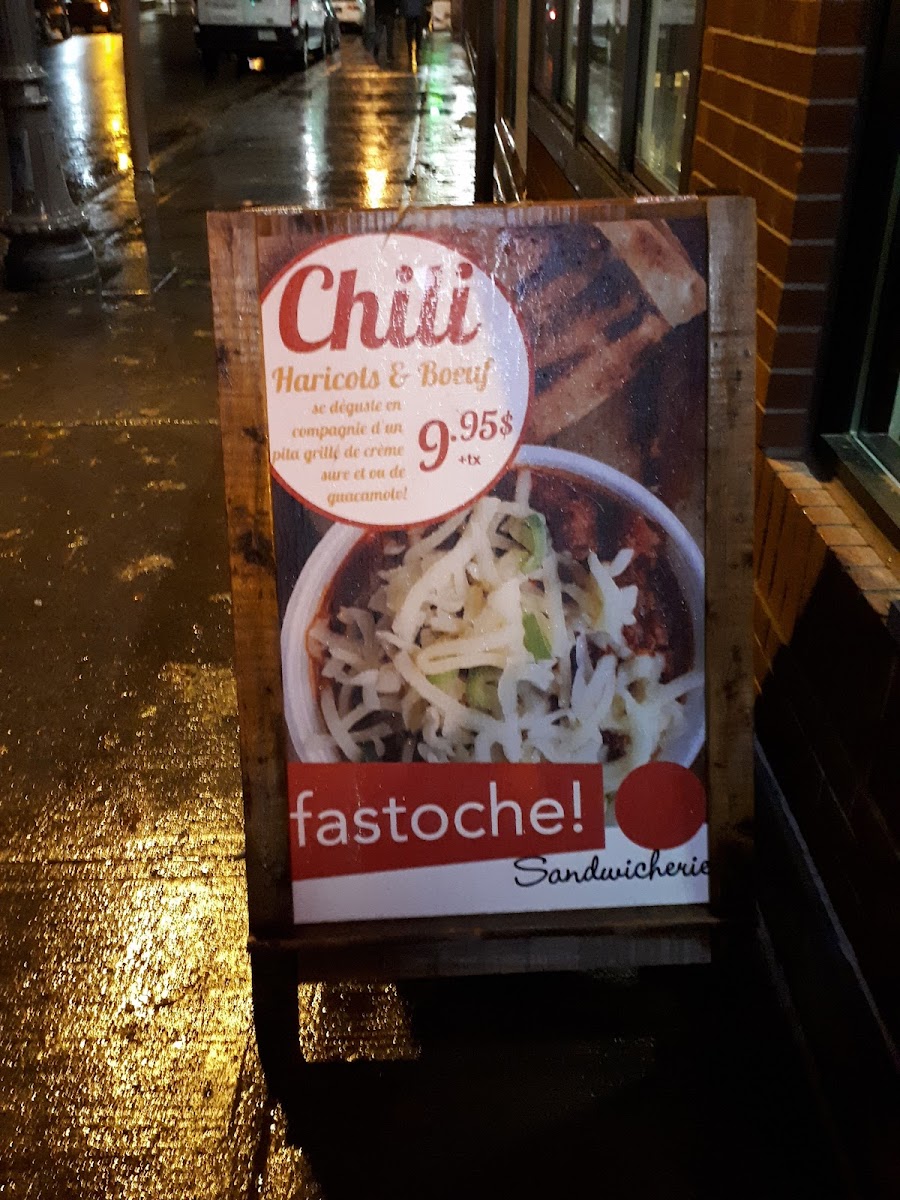 Chili
Haricots & Boeuf
se déguste en
compagnie d'un
pita grillé de crème
sure et ou de
guacamole!
9.95$
+tx
fastoche!
Sandwicherie